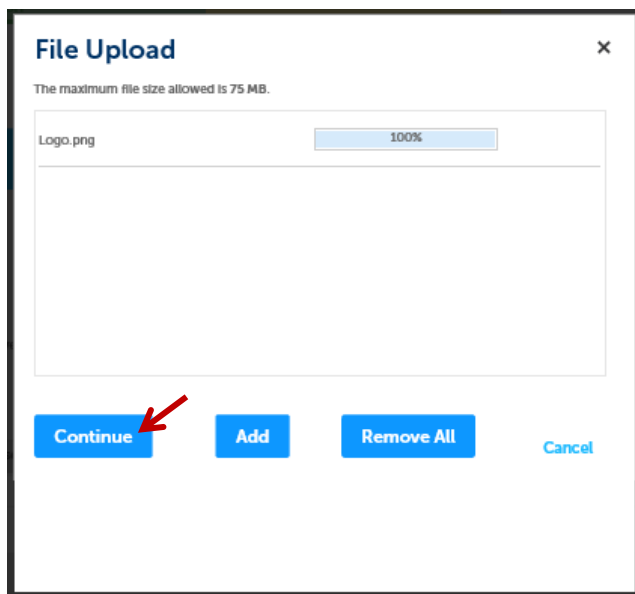 File Upload
×
The maximum file size allowed is 75 MB.
Logo.png 100%
Continue Add Remove All Cancel